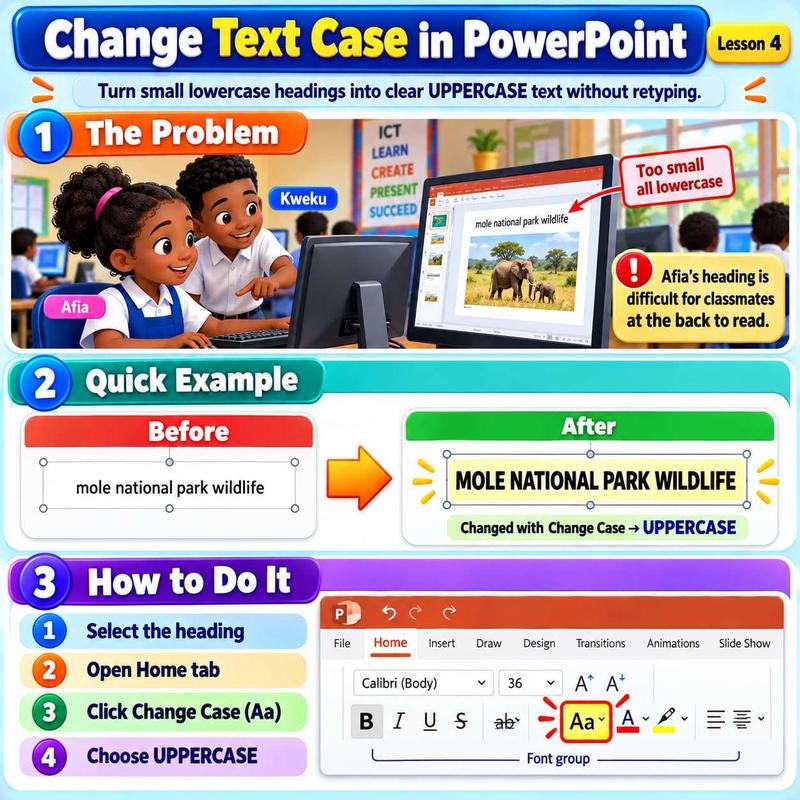 Change Text Case in PowerPoint
Lesson 4
Turn small lowercase headings into clear UPPERCASE text without retyping.
1 The Problem
ICT
LEARN
CREATE
PRESENT
SUCCEED
Kweku
Afia
mole national park wildlife
Too small
all lowercase
! Afia's heading is
difficult for classmates
at the back to read.
2 Quick Example
Before
mole national park wildlife
After
MOLE NATIONAL PARK WILDLIFE
Changed with Change Case → UPPERCASE
3 How to Do It
1 Select the heading
2 Open Home tab
3 Click Change Case (Aa)
4 Choose UPPERCASE
P
File Home Insert Draw Design Transitions Animations Slide Show
Calibri (Body) 36 A A
B I U S ab Aa A
Font group